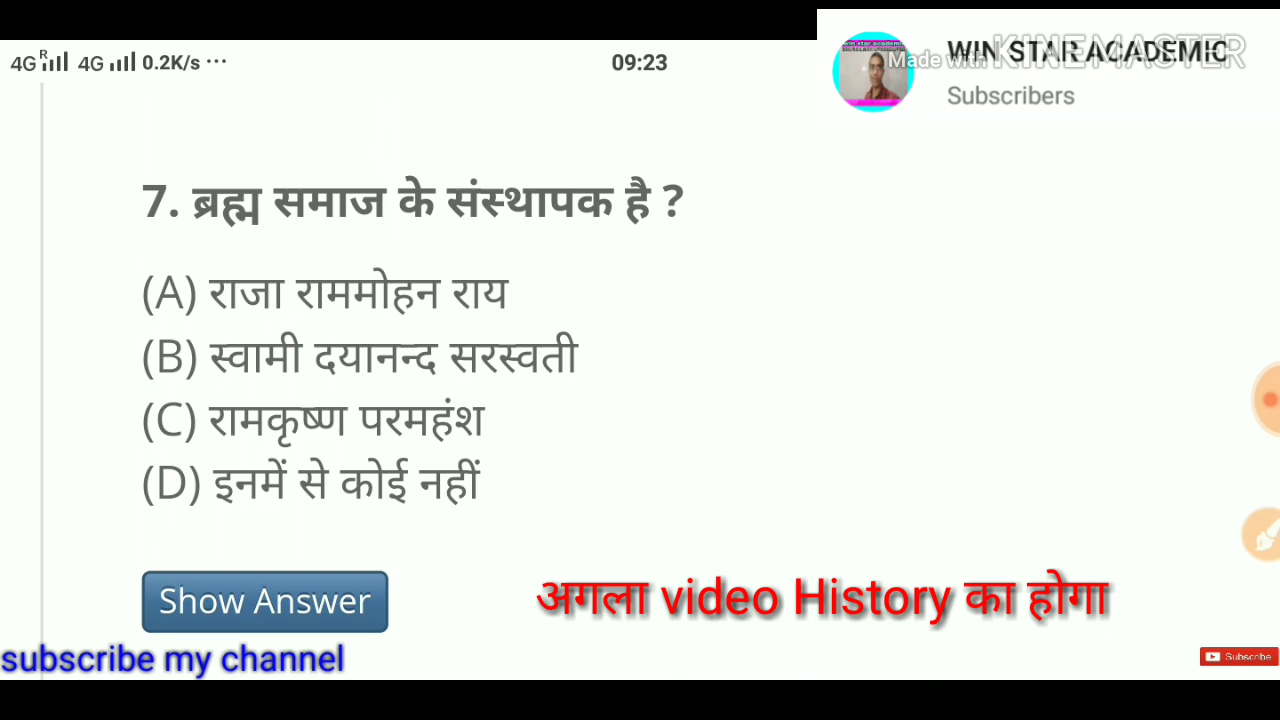 4G R 4G 0.2K/s ...
09:23
WIN STAR ACADEMIC
Made with KINEMASTER
Subscribers
7. ब्रह्म समाज के संस्थापक है ?
(A) राजा राममोहन राय
(B) स्वामी दयानन्द सरस्वती
(C) रामकृष्ण परमहंश
(D) इनमें से कोई नहीं
Show Answer
अगला video History का होगा
subscribe my channel
Subscribe